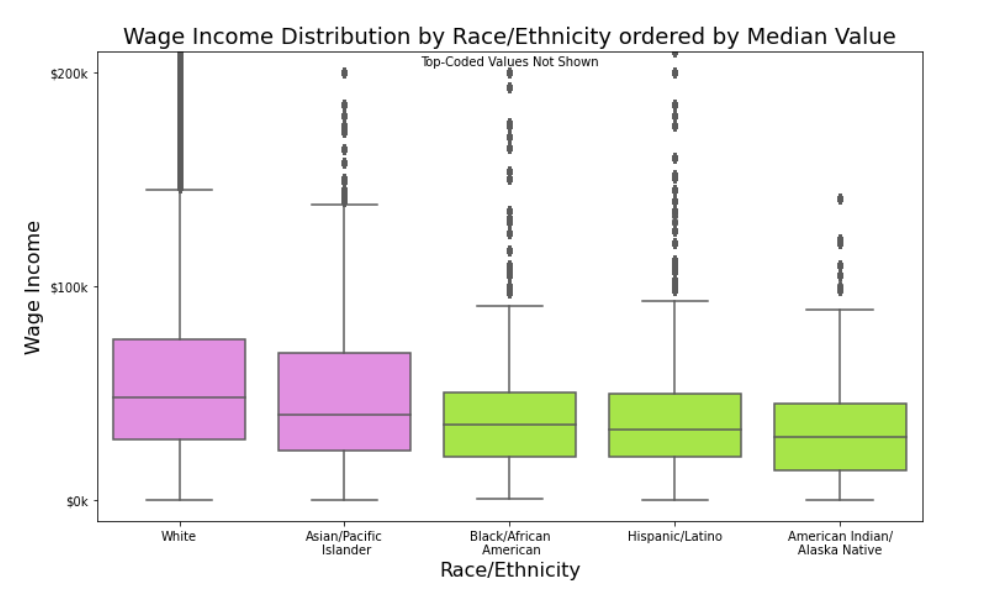 Wage Income Distribution by Race/Ethnicity ordered by Median Value
Top-Coded Values Not Shown
$200k
$100k
$0k
Wage Income
White
Asian/Pacific
Islander
Black/African
American
Hispanic/Latino
American Indian/
Alaska Native
Race/Ethnicity